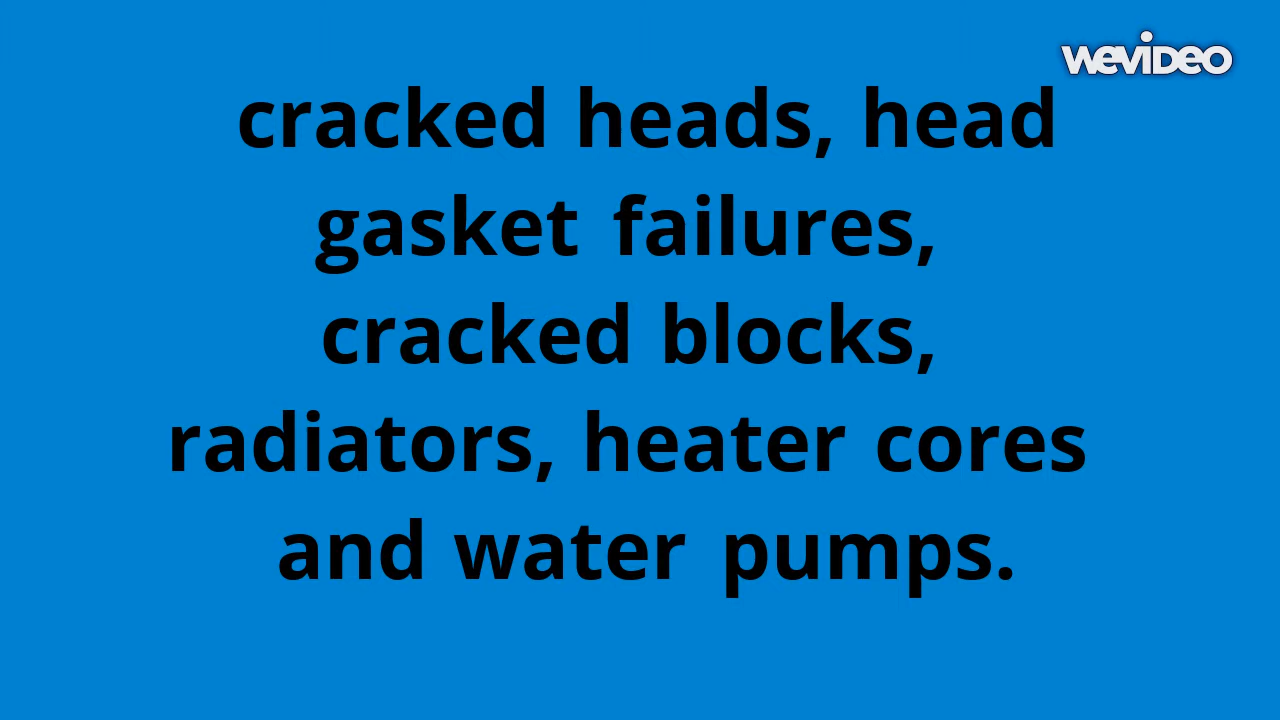 wevideo
cracked heads, head
gasket failures,
cracked blocks,
radiators, heater cores
and water pumps.